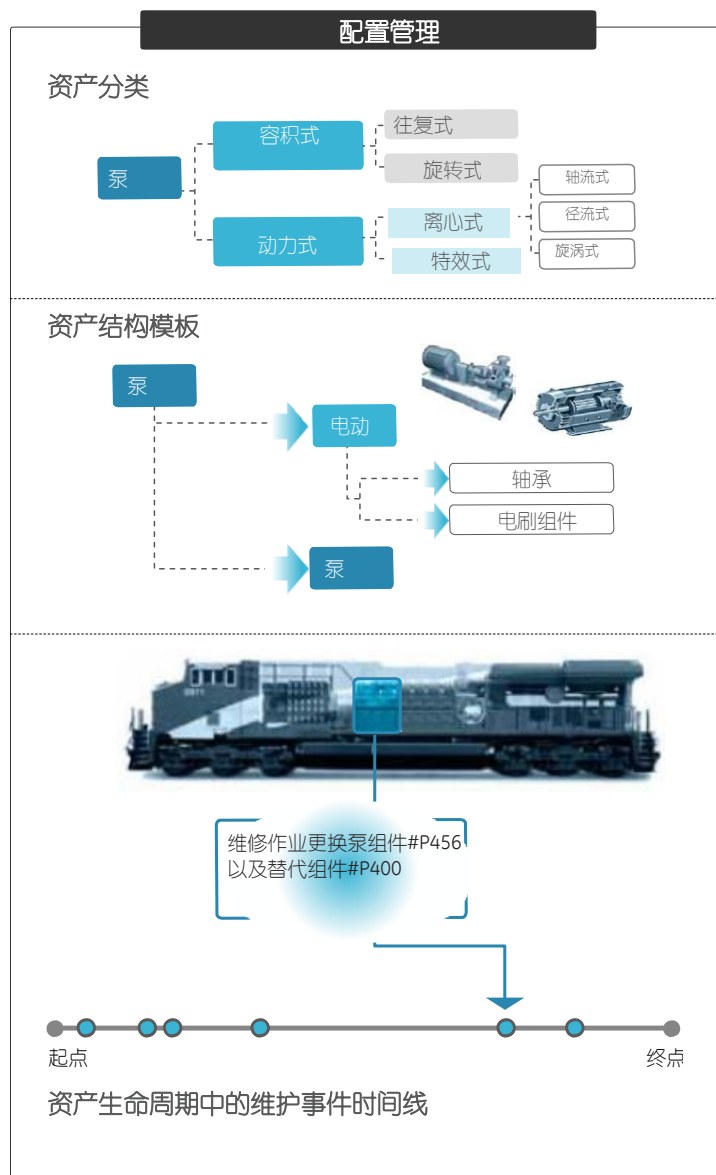 配置管理
资产分类
容积式
往复式
泵
旋转式
轴流式
离心式
径流式
动力式
特效式
旋涡式
资产结构模板
泵
电动
轴承
电刷组件
泵
维修作业更换泵组件#P456
以及替代组件#P400
起点
终点
资产生命周期中的维护事件时间线